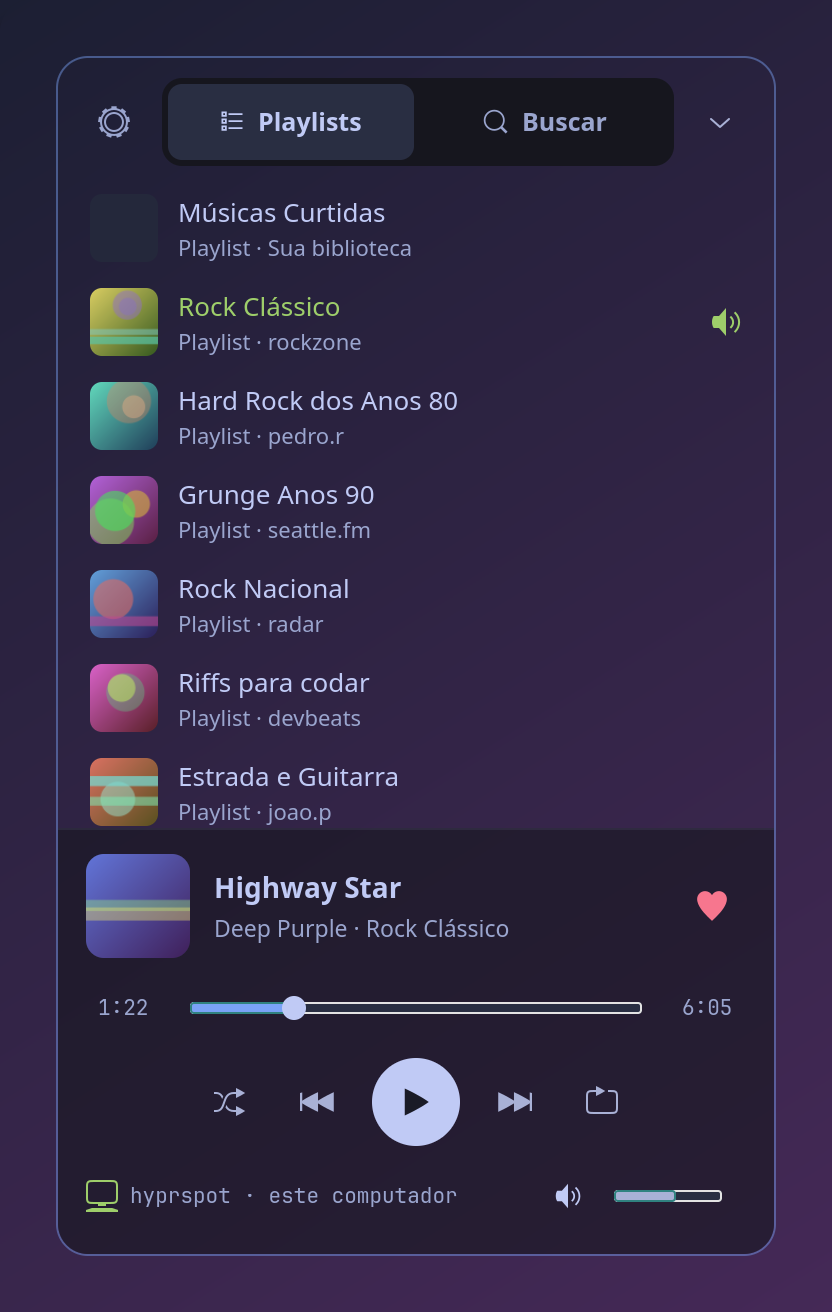 Playlists
Buscar
Músicas Curtidas
Playlist · Sua biblioteca
Rock Clássico
Playlist · rockzone
Hard Rock dos Anos 80
Playlist · pedro.r
Grunge Anos 90
Playlist · seattle.fm
Rock Nacional
Playlist · radar
Riffs para codar
Playlist · devbeats
Estrada e Guitarra
Playlist · joao.p
Highway Star
Deep Purple · Rock Clássico
1:22
6:05
hyprspot · este computador